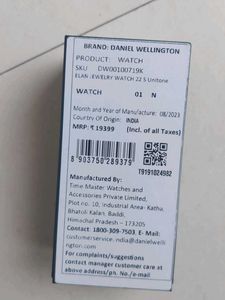 BRAND: DANIEL WELLINGTON
PRODUCT: WATCH
SKU DW00100719K
ELAN JEWELRY WATCH 22 S Unitone
WATCH 01 N
Month and Year of Manufacture: 08/2023
Country Of Origin: INDIA
MRP: ₹ 19399 (Incl. of all Taxes)
8 903750 289379
T9191024982
Manufactured By:
Time Master Watches and
Accessories Private Limited,
Plot no. 10, Industrial Area- Katha,
Bhatoli Kalan, Baddi,
Himachal Pradesh – 173205
Contact: 1800-309-7503, E- Mail:
customerservice.india@danielwelli
ngton.com
For complaints/suggestions
contact manager customer care at
above address/ph. no./E-mail ID.